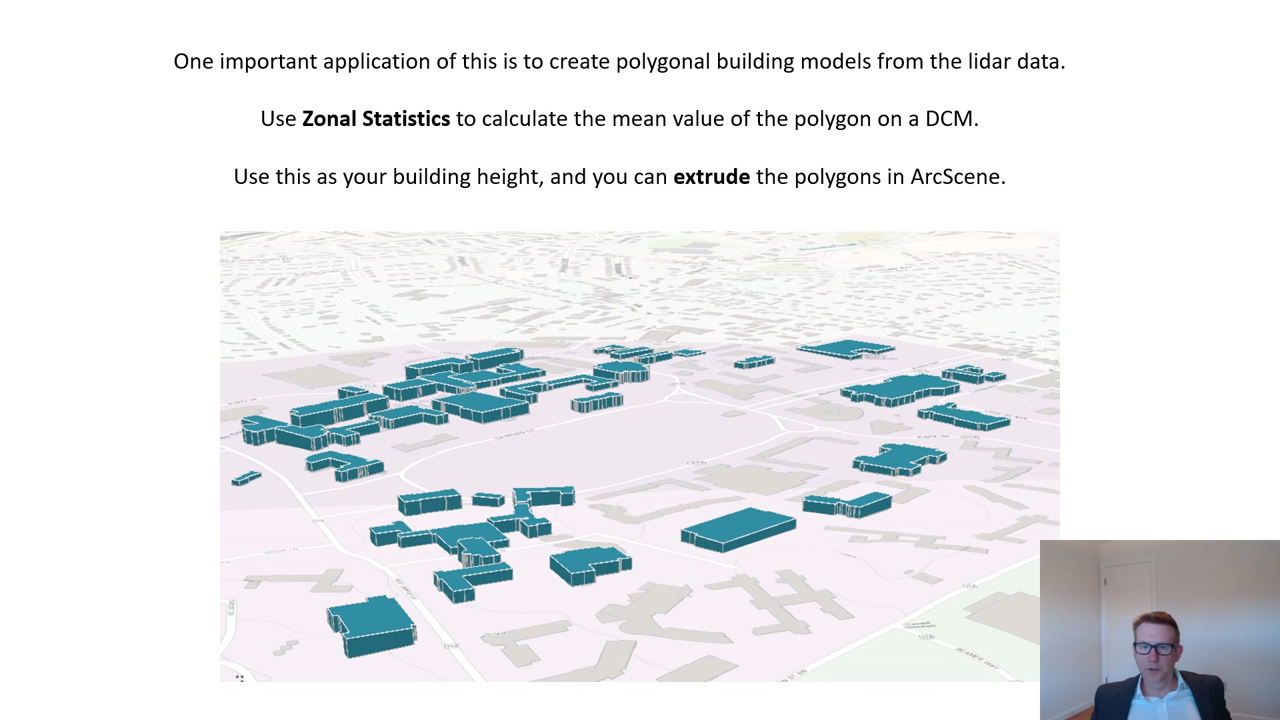 One important application of this is to create polygonal building models from the lidar data.
Use Zonal Statistics to calculate the mean value of the polygon on a DCM.
Use this as your building height, and you can extrude the polygons in ArcScene.